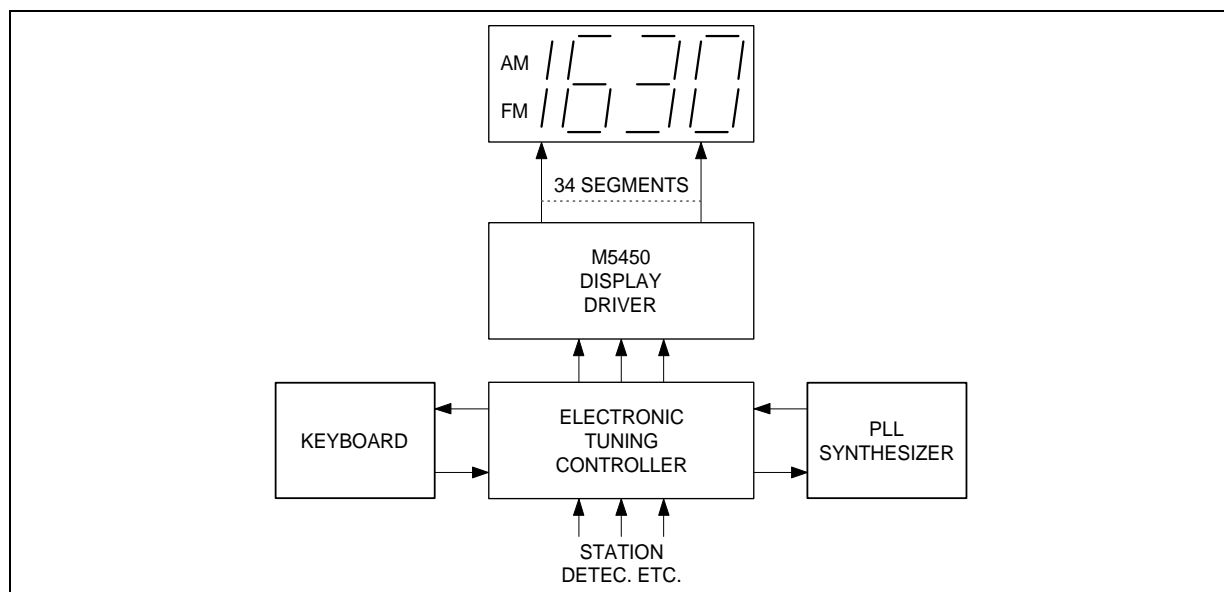 AM
FM
1630
34 SEGMENTS
M5450
DISPLAY
DRIVER
KEYBOARD
ELECTRONIC
TUNING
CONTROLLER
PLL
SYNTHESIZER
STATION
DETEC. ETC.